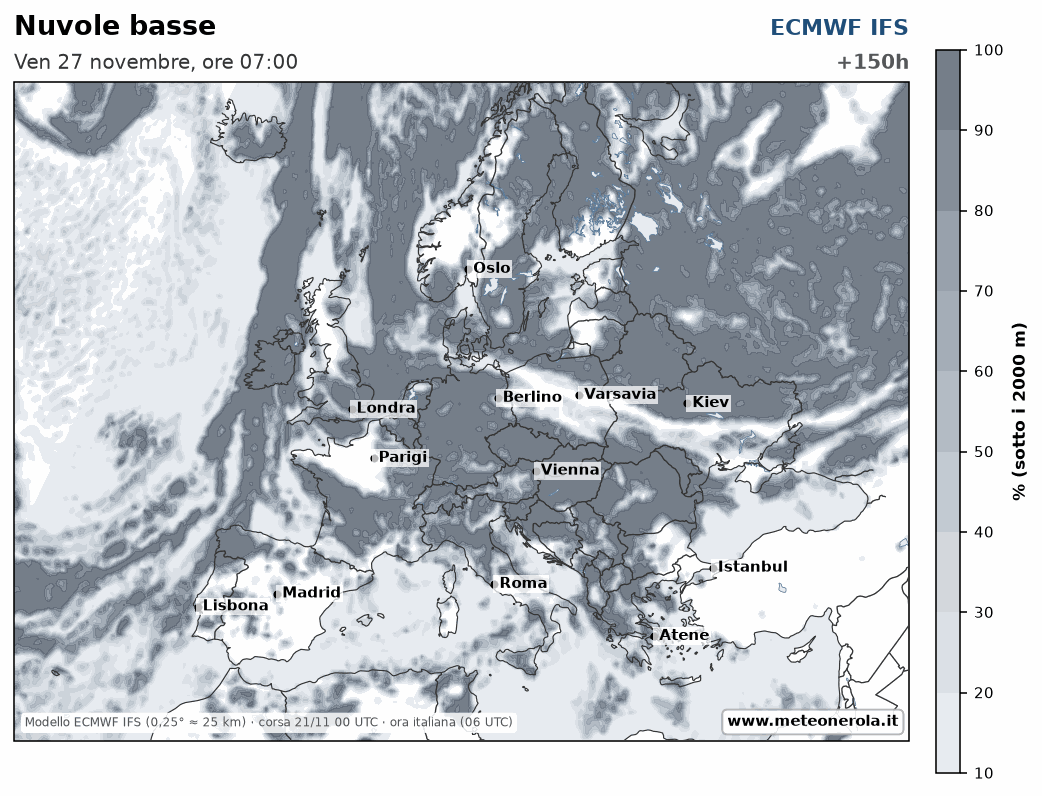 Nuvole basse
ECMWF IFS
Ven 27 novembre, ore 07:00
+150h
100
90
80
70
60
50
40
30
20
10
% (sotto i 2000 m)
Oslo
Berlino
Varsavia
Kiev
Londra
Parigi
Vienna
Istanbul
Roma
Madrid
Lisbona
Atene
Modello ECMWF IFS (0,25° ≈ 25 km) · corsa 21/11 00 UTC · ora italiana (06 UTC)
www.meteonerola.it